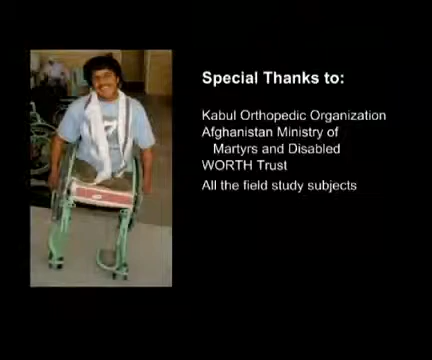 Special Thanks to:
Kabul Orthopedic Organization
Afghanistan Ministry of
Martyrs and Disabled
WORTH Trust
All the field study subjects